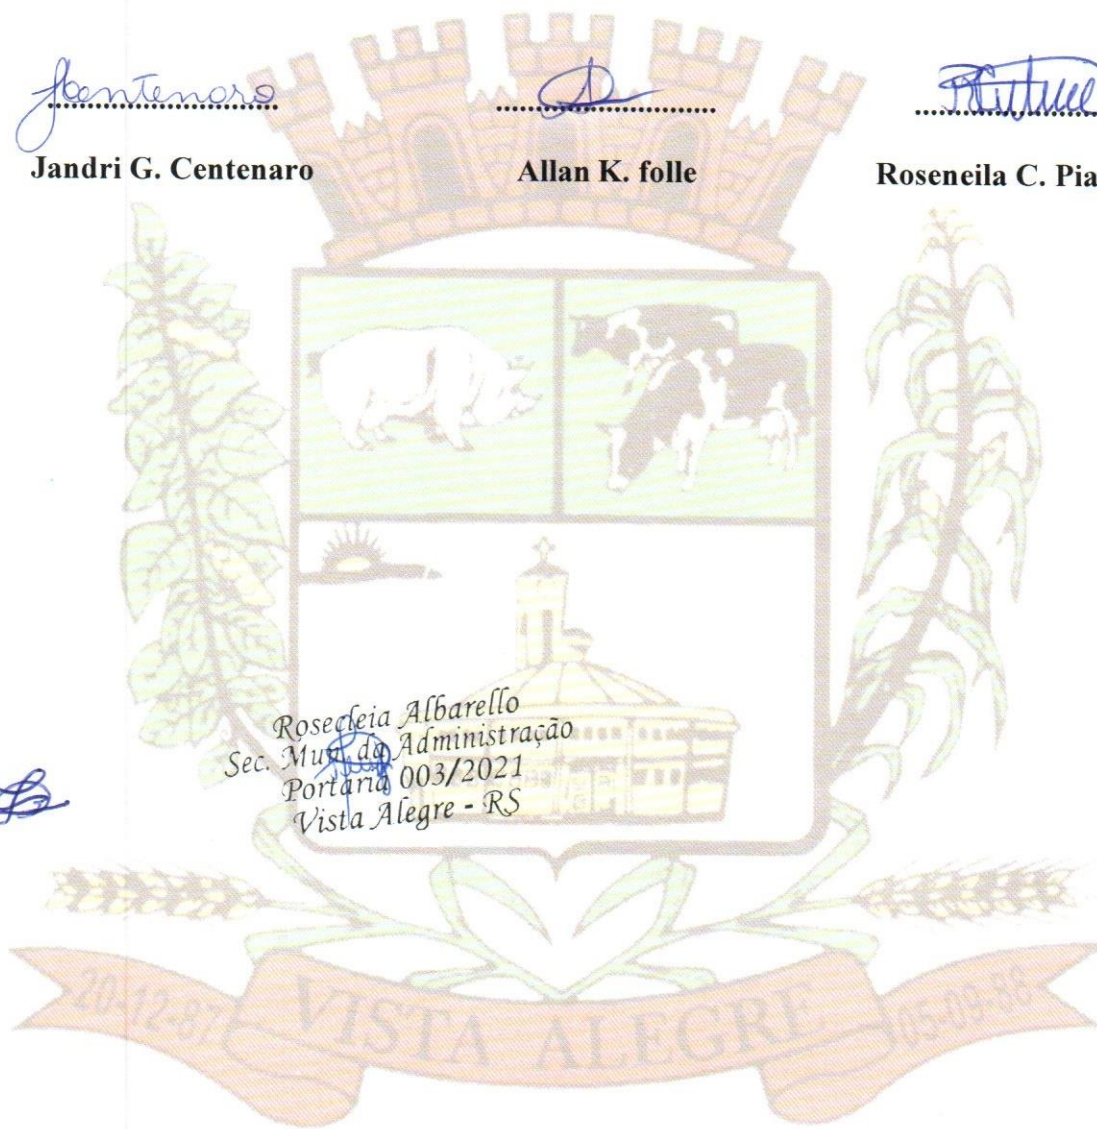 Jandri G. Centenaro
Allan K. folle
Roseneila C. Pia
Rosecleia Albarello
Sec. Mun. da Administração
Portaria 003/2021
Vista Alegre - RS
20-12-87
VISTA ALEGRE
05-09-88